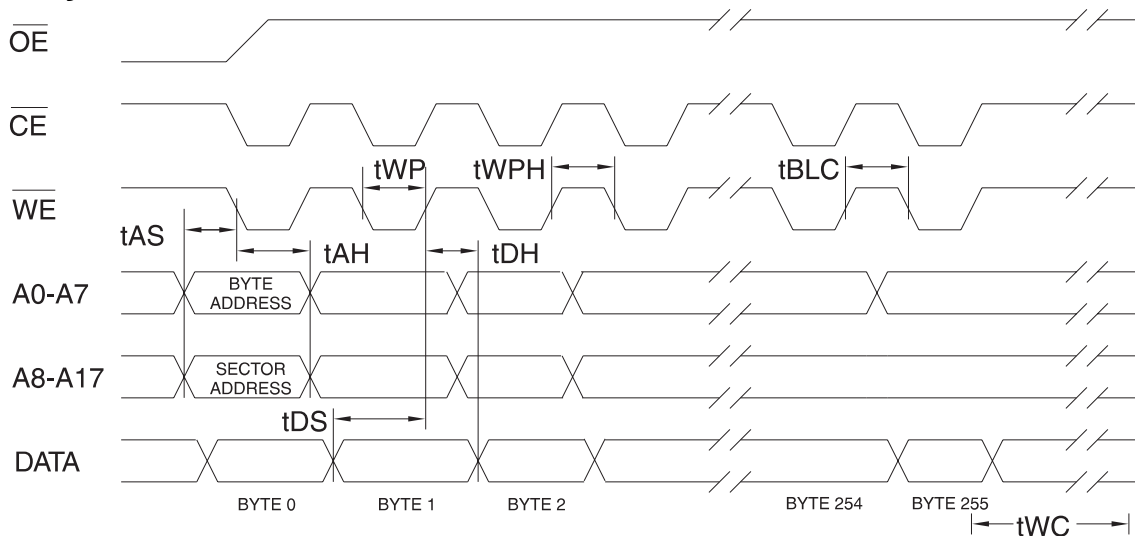 OE
CE
tWP
tWPH
tBLC
WE
tAS
tAH
tDH
A0-A7
BYTE
ADDRESS
A8-A17
SECTOR
ADDRESS
tDS
DATA
BYTE 0
BYTE 1
BYTE 2
BYTE 254
BYTE 255
tWC